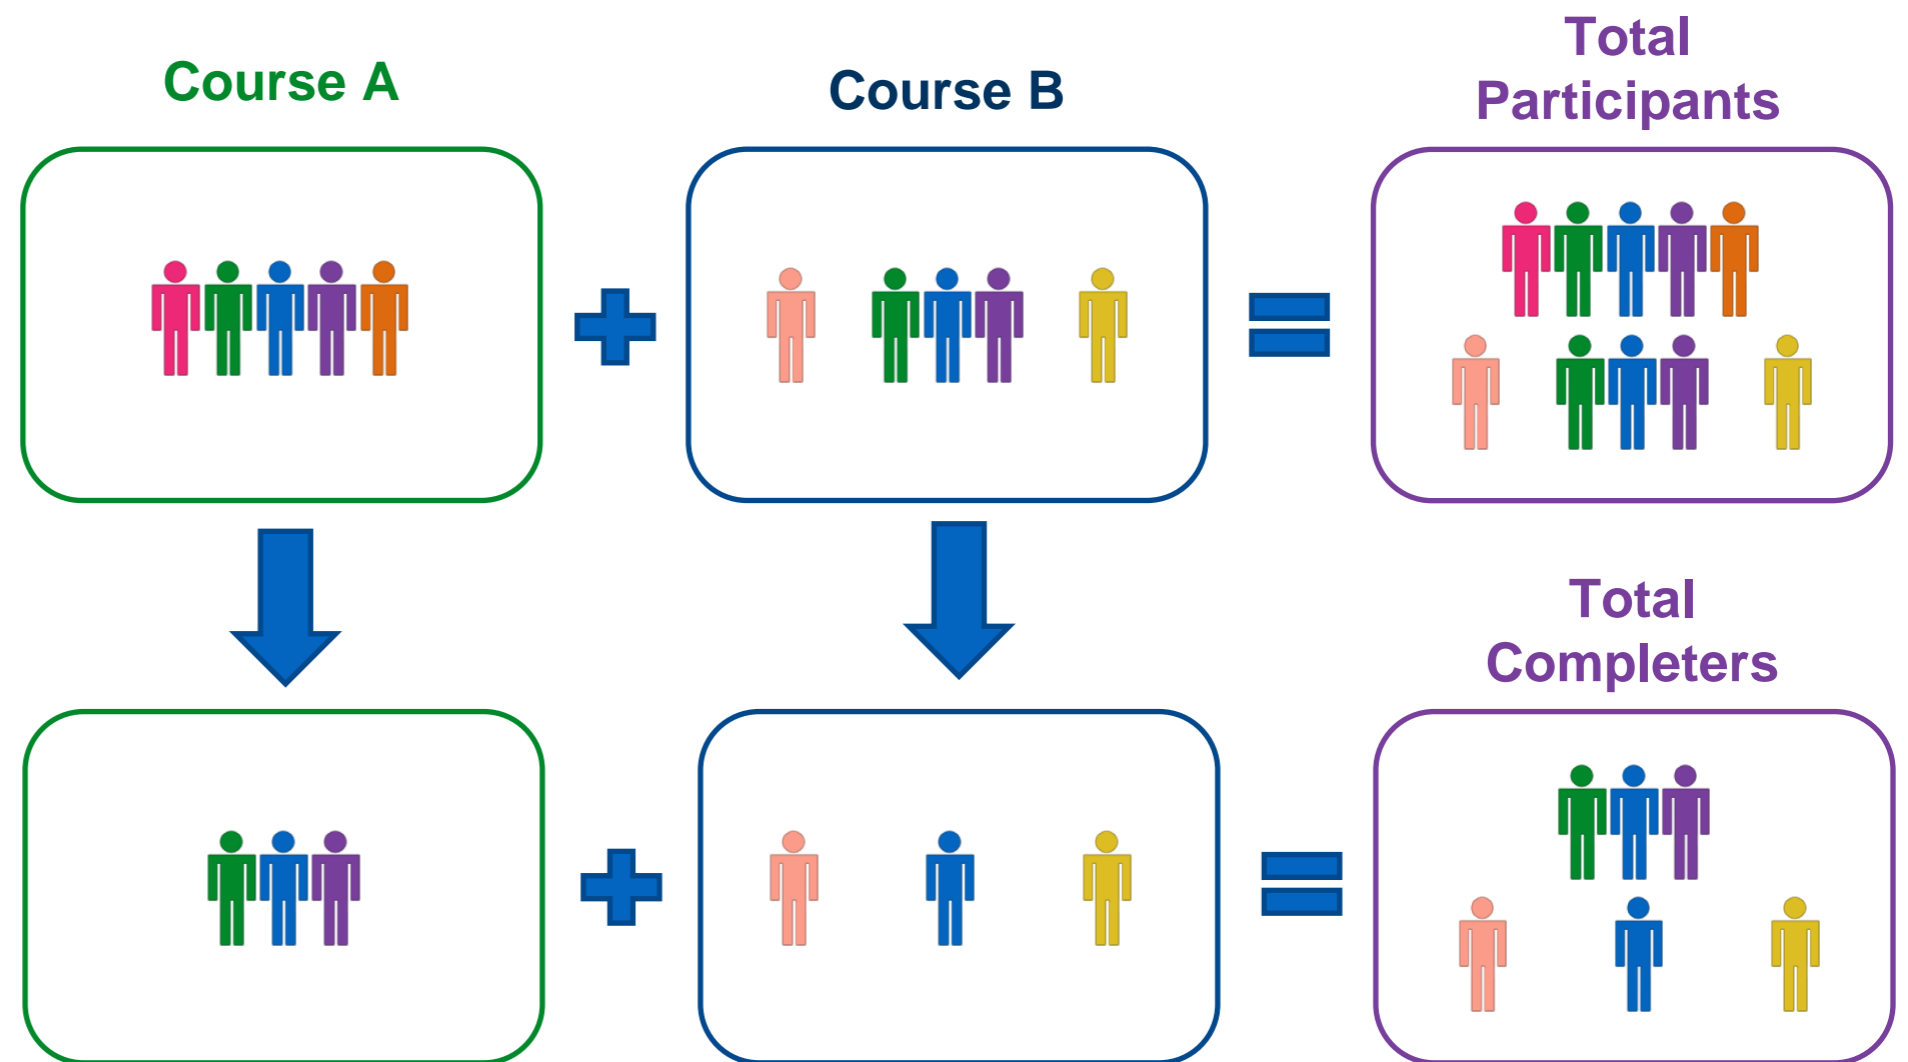 Course A
Course B
Total
Participants
Total
Completers